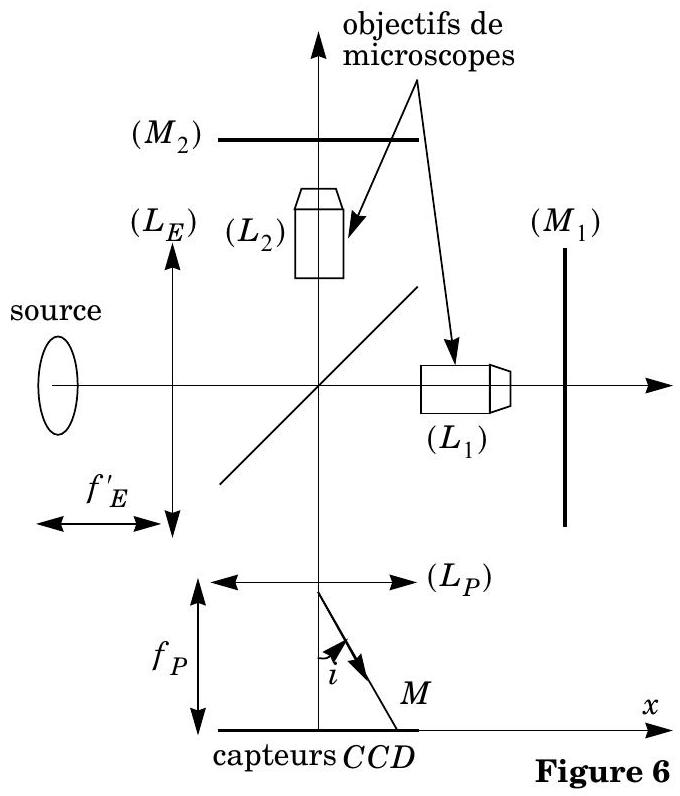 objectifs de
microscopes
(M2)
(LE)
(L2)
(M1)
source
(L1)
f'E
(LP)
fP
i
M
x
capteurs CCD
Figure 6